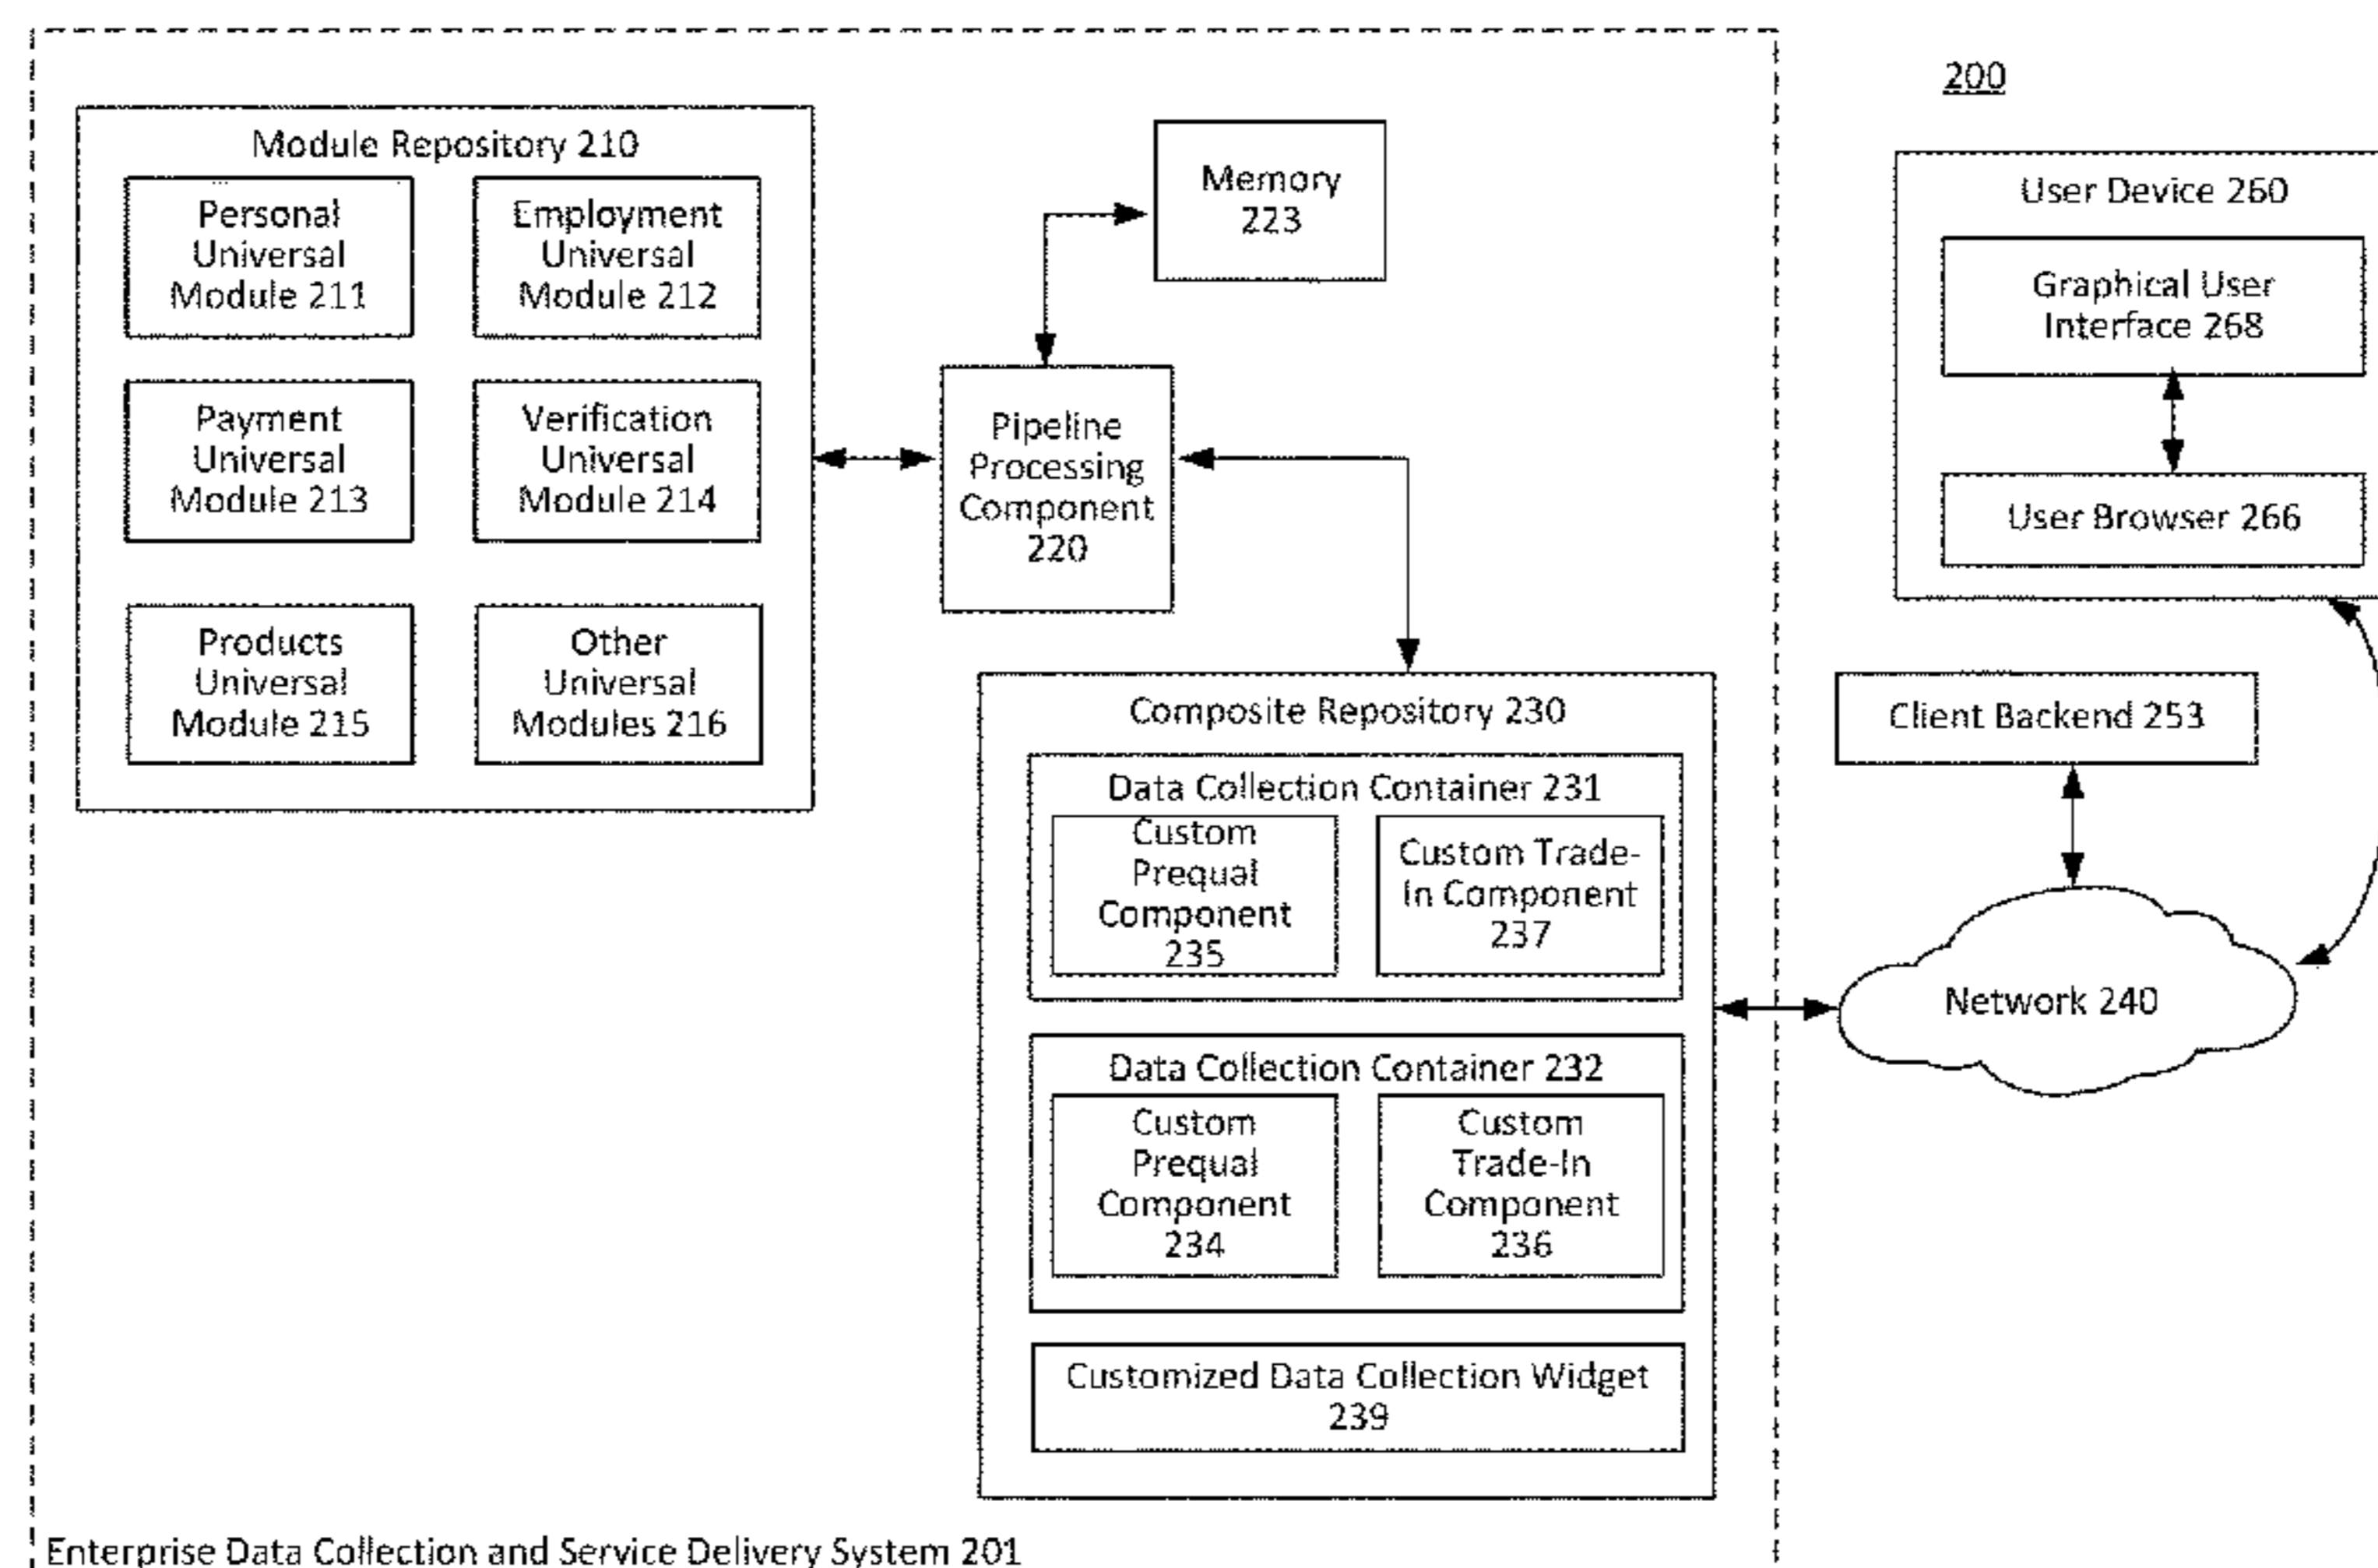 200
Module Repository 210
Personal
Universal
Module 211
Employment
Universal
Module 212
Payment
Universal
Module 213
Verification
Universal
Module 214
Products
Universal
Module 215
Other
Universal
Modules 216
Memory
223
Pipeline
Processing
Component
220
Composite Repository 230
Data Collection Container 231
Custom
Prequal
Component
235
Custom Trade-
In Component
237
Data Collection Container 232
Custom
Prequal
Component
234
Custom
Trade-In
Component
236
Customized Data Collection Widget
239
User Device 260
Graphical User
Interface 268
User Browser 266
Client Backend 253
Network 240
Enterprise Data Collection and Service Delivery System 201